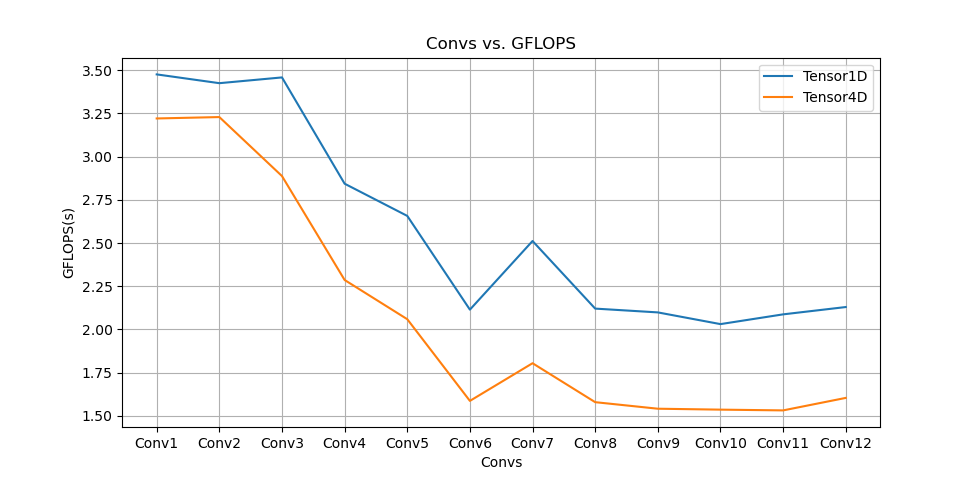 Convs vs. GFLOPS
Tensor1D
Tensor4D
GFLOPS(s)
3.50
3.25
3.00
2.75
2.50
2.25
2.00
1.75
1.50
Conv1 Conv2 Conv3 Conv4 Conv5 Conv6 Conv7 Conv8 Conv9 Conv10 Conv11 Conv12
Convs